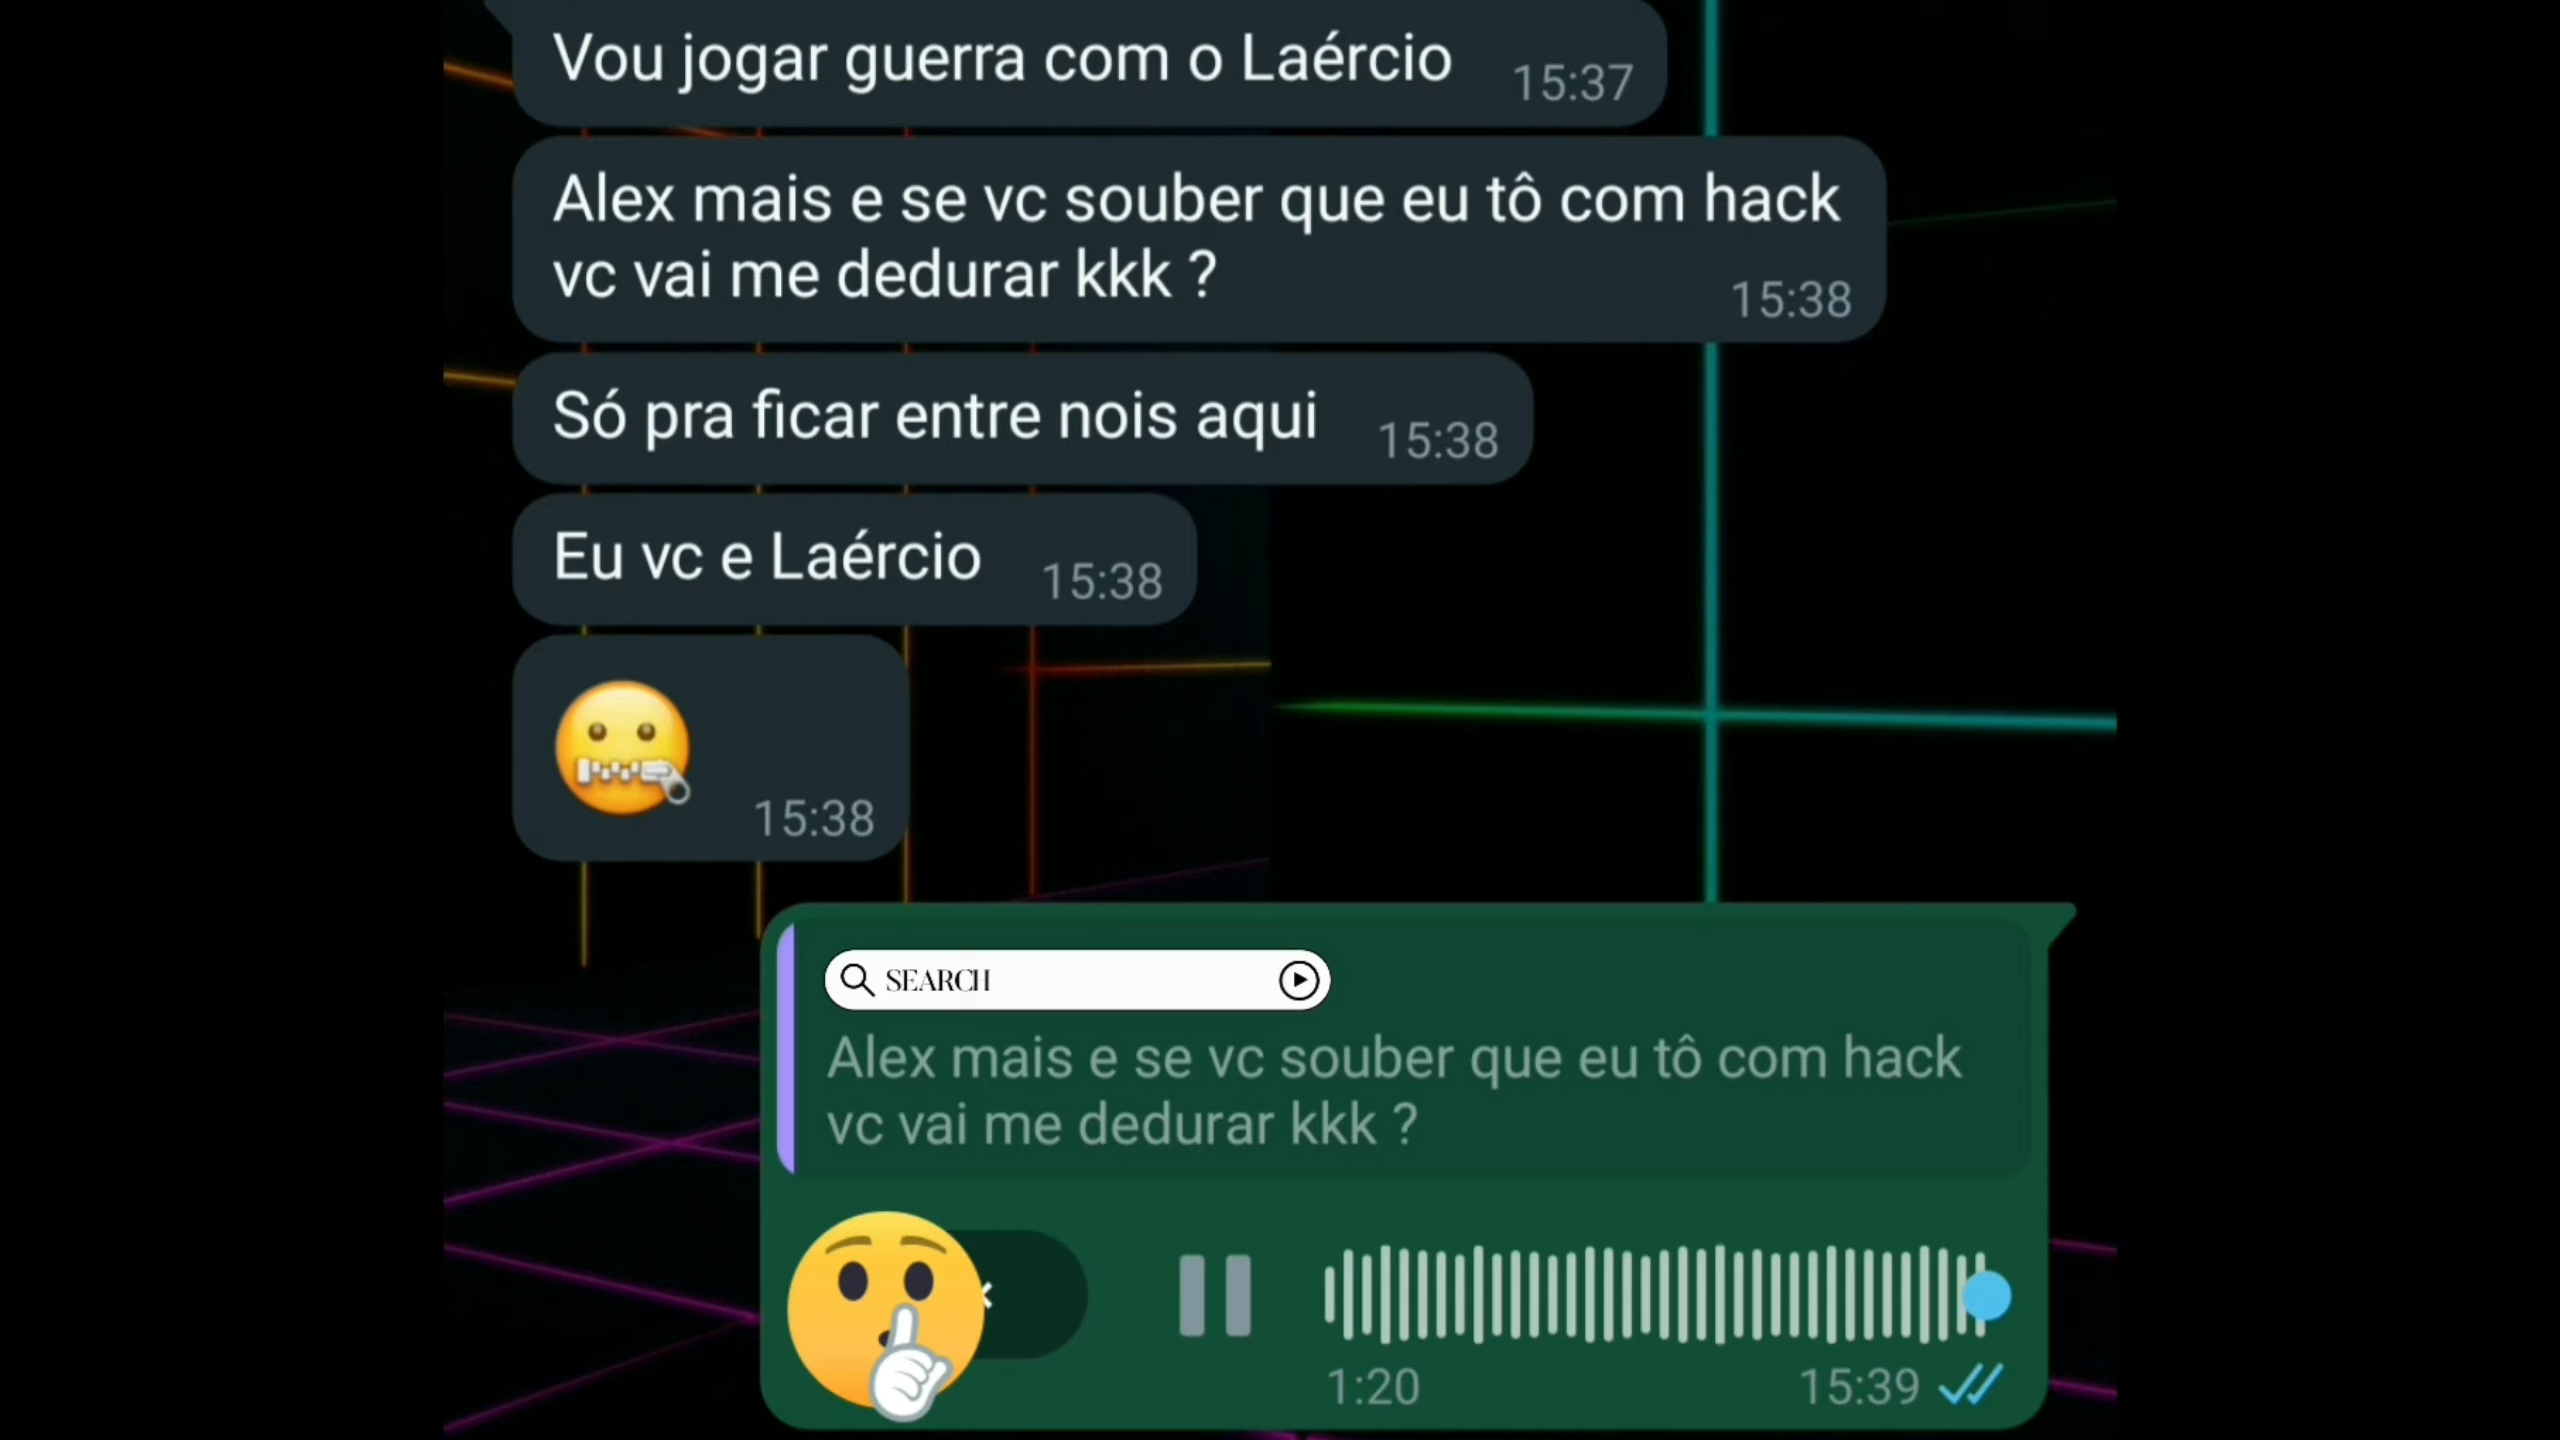 Vou jogar guerra com o Laércio 15:37
Alex mais e se vc souber que eu tô com hack
vc vai me dedurar kkk ?
15:38
Só pra ficar entre nois aqui 15:38
Eu vc e Laércio 15:38
15:38
SEARCH
Alex mais e se vc souber que eu tô com hack
vc vai me dedurar kkk ?
1:20 15:39